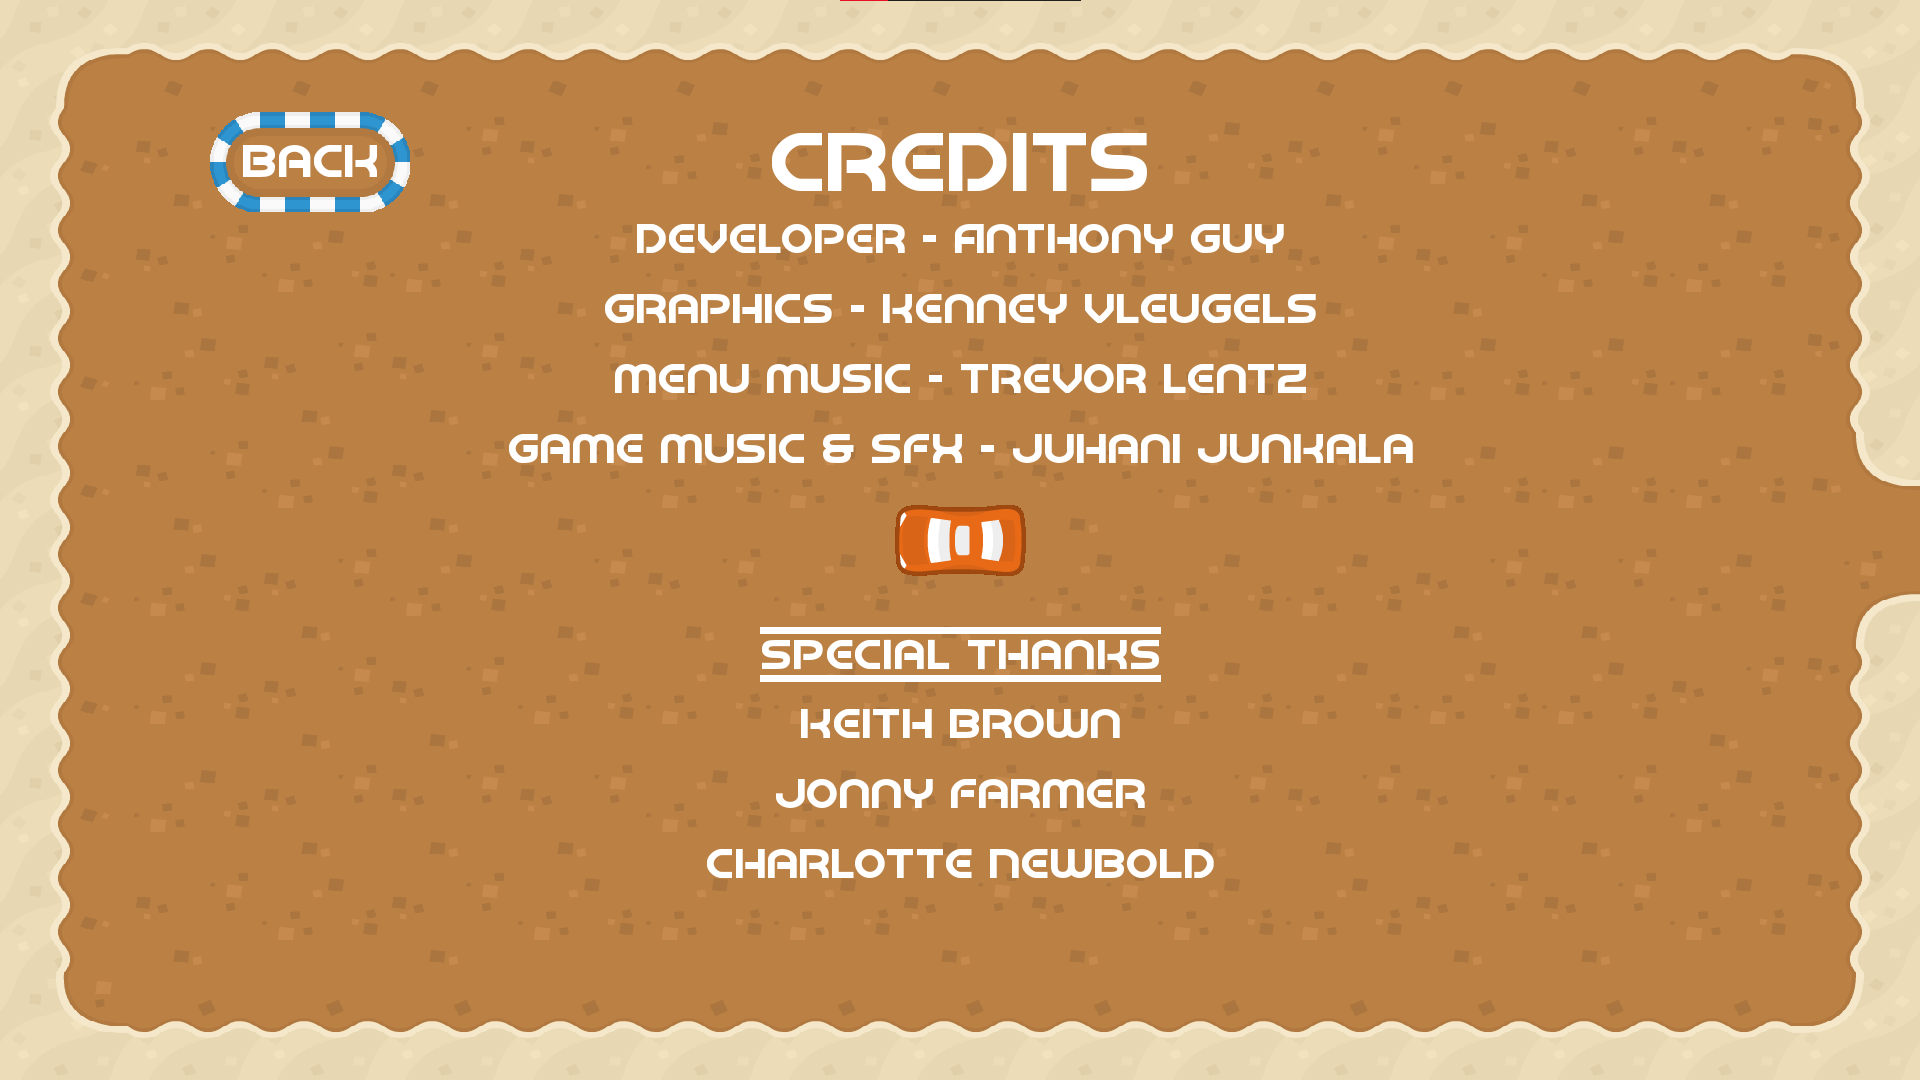 BACK
CREDITS
DEVELOPER - ANTHONY GUY
GRAPHICS - KENNEY VLEUGELS
MENU MUSIC - TREVOR LENTZ
GAME MUSIC & SFX - JUHANI JUNKALA
SPECIAL THANKS
KEITH BROWN
JONNY FARMER
CHARLOTTE NEWBOLD